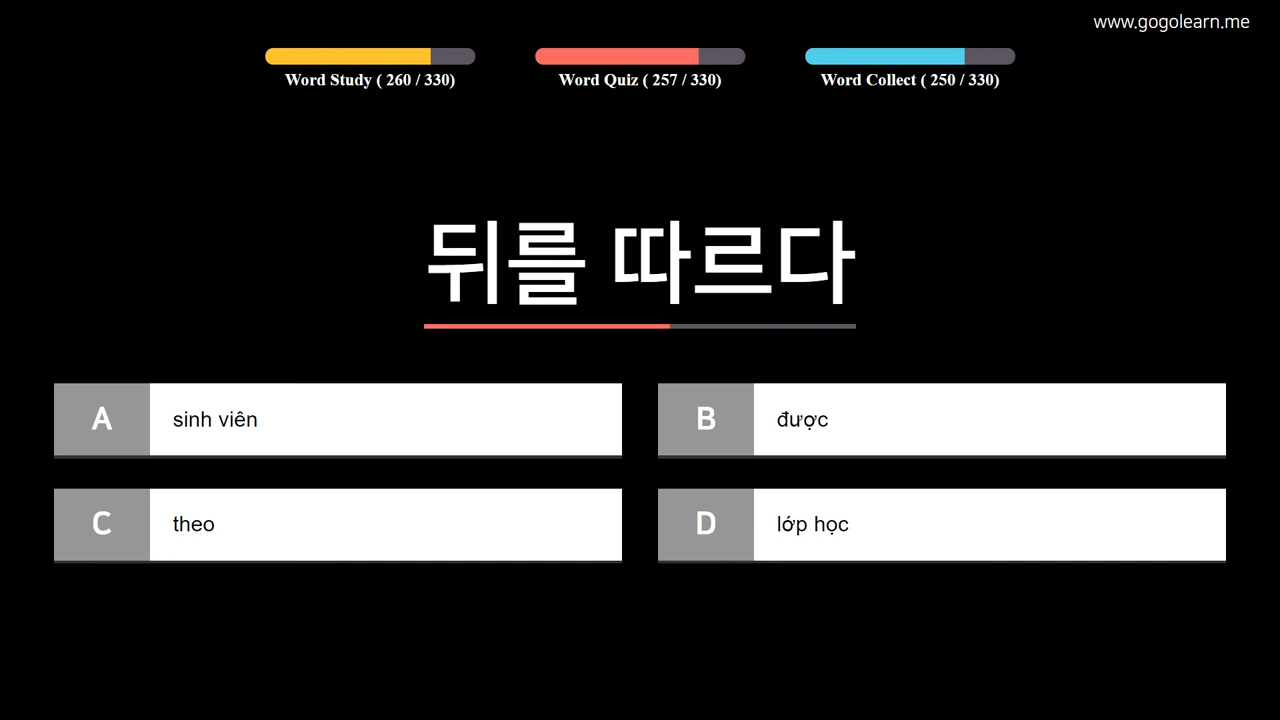 www.gogolearn.me
Word Study ( 260 / 330)
Word Quiz ( 257 / 330)
Word Collect ( 250 / 330)
뒤를 따르다
A sinh viên
B được
C theo
D lớp học